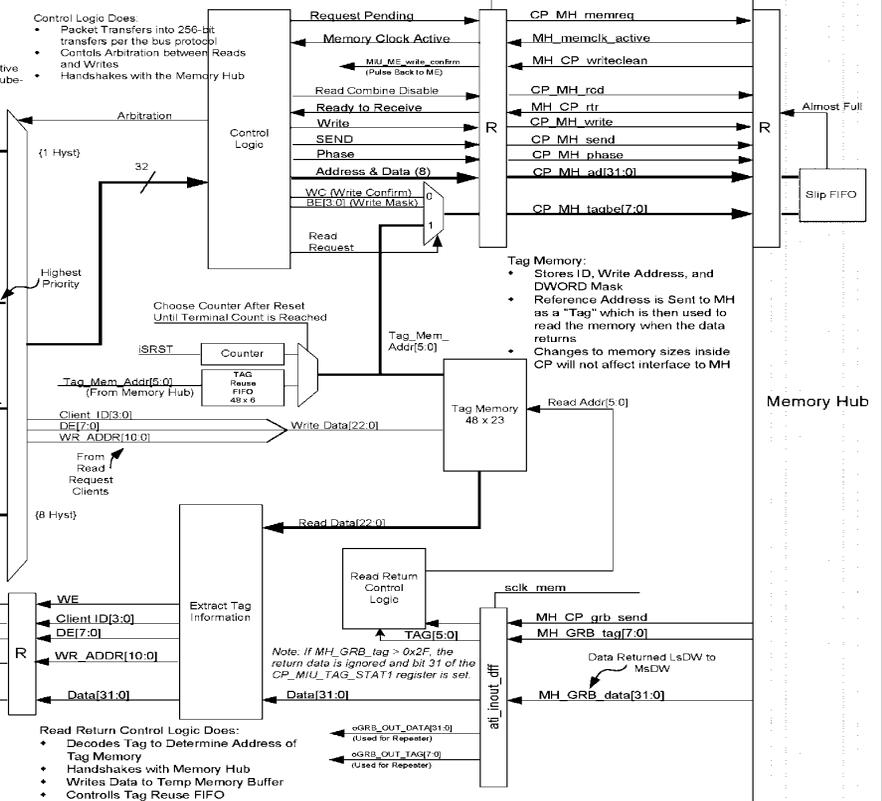 Control Logic Does:
Packet Transfers into 256-bit
transfers per the bus protocol
Contols Arbitration between Reads
and Writes
Handshakes with the Memory Hub
Request Pending
Memory Clock Active
MIU_ME_write_confirm
(Pulse Back to ME)
Read Combine Disable
Ready to Receive
Write
SEND
Phase
Address & Data (8)
WC (Write Confirm)
BE[3:0] (Write Mask)
Read
Request
0
1
Control
Logic
Arbitration
{1 Hyst}
32
R
CP_MH_memreq
MH_memclk_active
MH_CP_writeclean
CP_MH_rcd
MH_CP_rtr
CP_MH_write
CP_MH_send
CP_MH_phase
CP_MH_ad[31:0]
CP_MH_tagbe[7:0]
R
Almost Full
Slip FIFO
Highest
Priority
Tag Memory:
Stores ID, Write Address, and
DWORD Mask
Reference Address is Sent to MH
as a "Tag" which is then used to
read the memory when the data
returns
Changes to memory sizes inside
CP will not affect interface to MH
Choose Counter After Reset
Until Terminal Count is Reached
iSRST
Counter
Tag_Mem_Addr[5:0]
(From Memory Hub)
TAG
Reuse
FIFO
48 x 6
Tag_Mem_
Addr[5:0]
Tag Memory
48 x 23
Read Addr[5:0]
Memory Hub
Client_ID[3:0]
DE[7:0]
WR_ADDR[10:0]
Write_Data[22:0]
From
Read
Request
Clients
{8 Hyst}
Read Data[22:0]
Read Return
Control
Logic
sclk_mem
Extract Tag
Information
WE
Client ID[3:0]
DE[7:0]
WR_ADDR[10:0]
Data[31:0]
R
TAG[5:0]
Note: If MH_GRB_tag > 0x2F, the
return data is ignored and bit 31 of the
CP_MIU_TAG_STAT1 register is set.
Data[31:0]
ati_inout_dff
MH_CP_grb_send
MH_GRB_tag[7:0]
Data Returned LsDW to
MsDW
MH_GRB_data[31:0]
oGRB_OUT_DATA[31:0]
(Used for Repeater)
oGRB_OUT_TAG[7:0]
(Used for Repeater)
Read Return Control Logic Does:
Decodes Tag to Determine Address of
Tag Memory
Handshakes with Memory Hub
Writes Data to Temp Memory Buffer
Controlls Tag Reuse FIFO